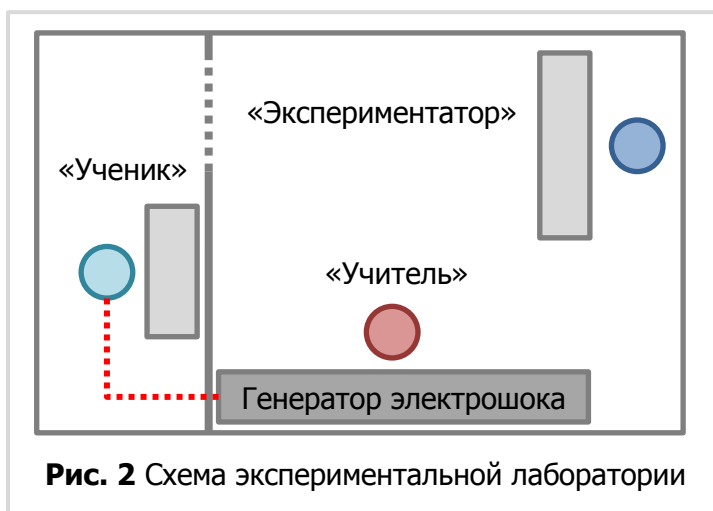 «Экспериментатор»
«Ученик»
«Учитель»
Генератор электрошока
Рис. 2 Схема экспериментальной лаборатории